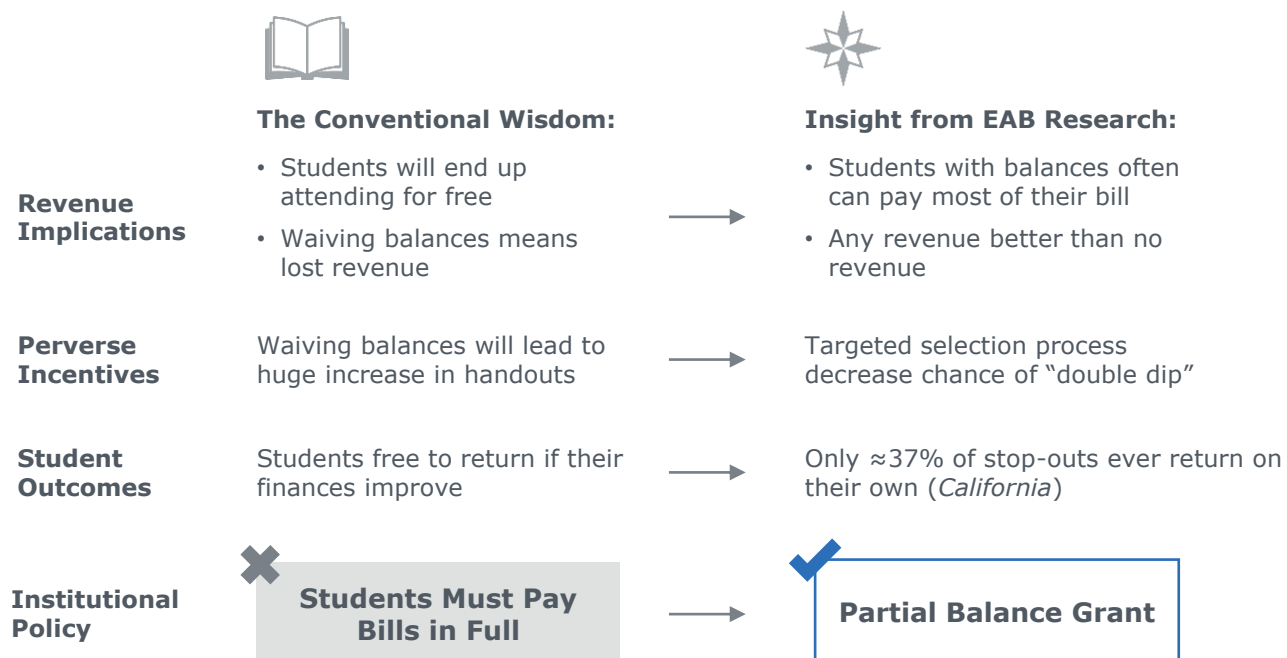 The Conventional Wisdom:
Insight from EAB Research:
Revenue
Implications
• Students will end up
attending for free
• Waiving balances means
lost revenue
• Students with balances often
can pay most of their bill
• Any revenue better than no
revenue
Perverse
Incentives
Waiving balances will lead to
huge increase in handouts
Targeted selection process
decrease chance of “double dip”
Student
Outcomes
Students free to return if their
finances improve
Only ≈37% of stop-outs ever return on
their own (California)
Institutional
Policy
Students Must Pay
Bills in Full
Partial Balance Grant